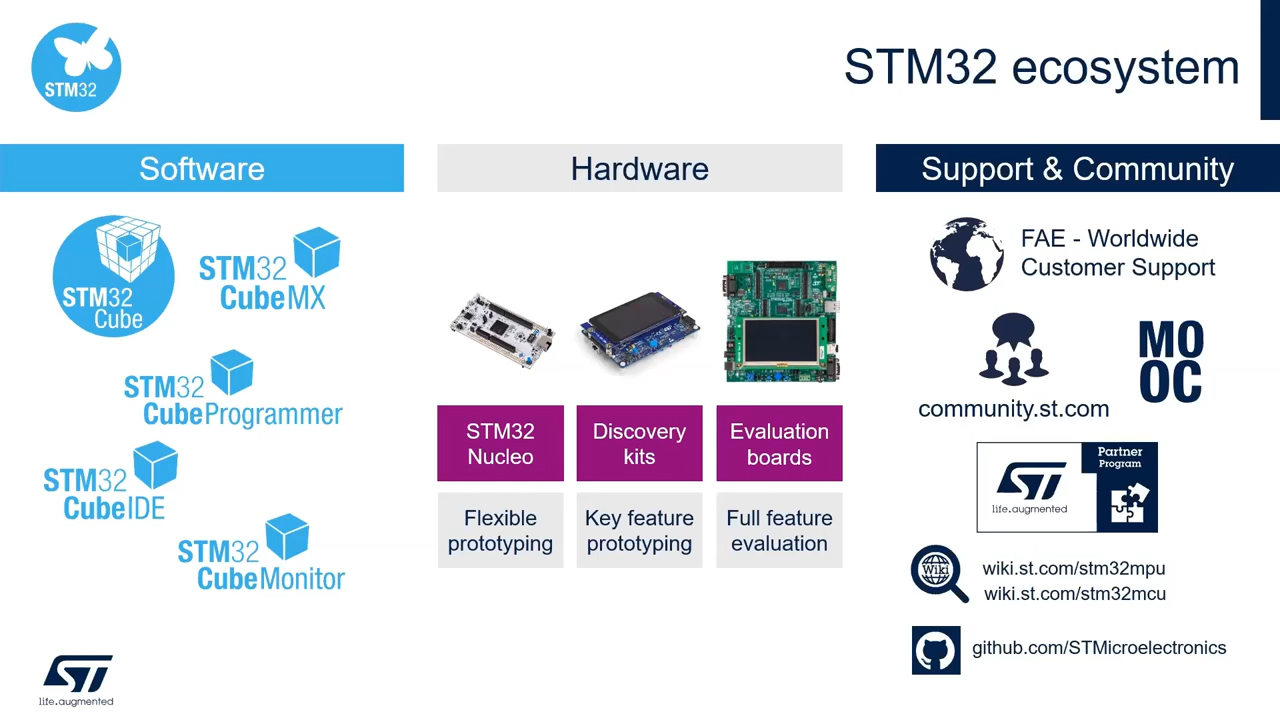 STM32
STM32 ecosystem
Software
STM32
Cube
STM32
CubeMX
STM32
CubeProgrammer
STM32
CubeIDE
STM32
CubeMonitor
Hardware
STM32
Nucleo
Discovery
kits
Evaluation
boards
Flexible
prototyping
Key feature
prototyping
Full feature
evaluation
Support & Community
FAE - Worldwide
Customer Support
community.st.com
MO
OC
ST
life.augmented
Partner
Program
Wiki
wiki.st.com/stm32mpu
wiki.st.com/stm32mcu
github.com/STMicroelectronics
ST
life.augmented